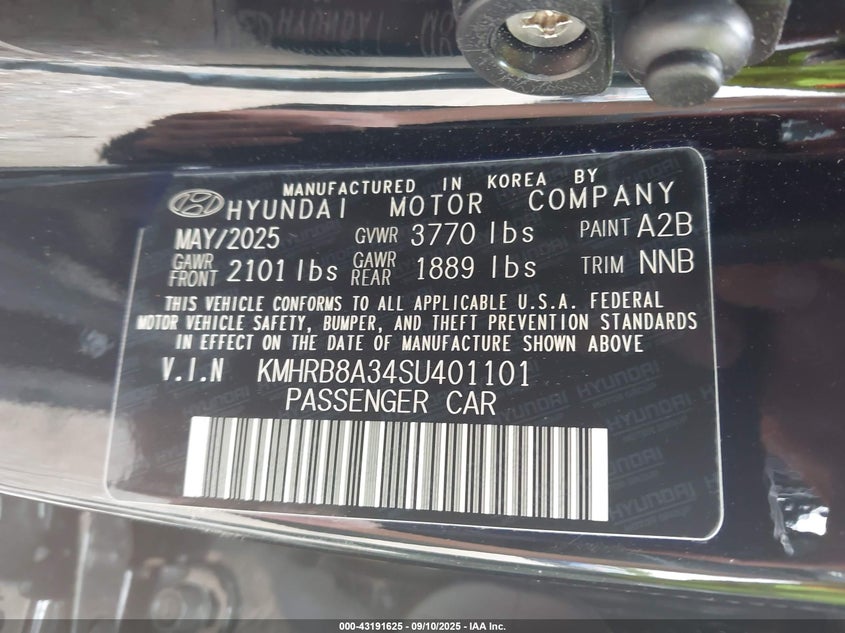 MANUFACTURED IN KOREA BY
HYUNDAI MOTOR COMPANY
MAY/2025 GVWR 3770 lbs PAINT A2B
GAWR FRONT 2101 lbs GAWR REAR 1889 lbs TRIM NNB
THIS VEHICLE CONFORMS TO ALL APPLICABLE U.S.A. FEDERAL
MOTOR VEHICLE SAFETY, BUMPER, AND THEFT PREVENTION STANDARDS
IN EFFECT ON THE DATE OF MANUFACTURE SHOWN ABOVE
V.I.N KMHRB8A34SU401101
PASSENGER CAR
000-43191625 - 09/10/2025 - IAA Inc.